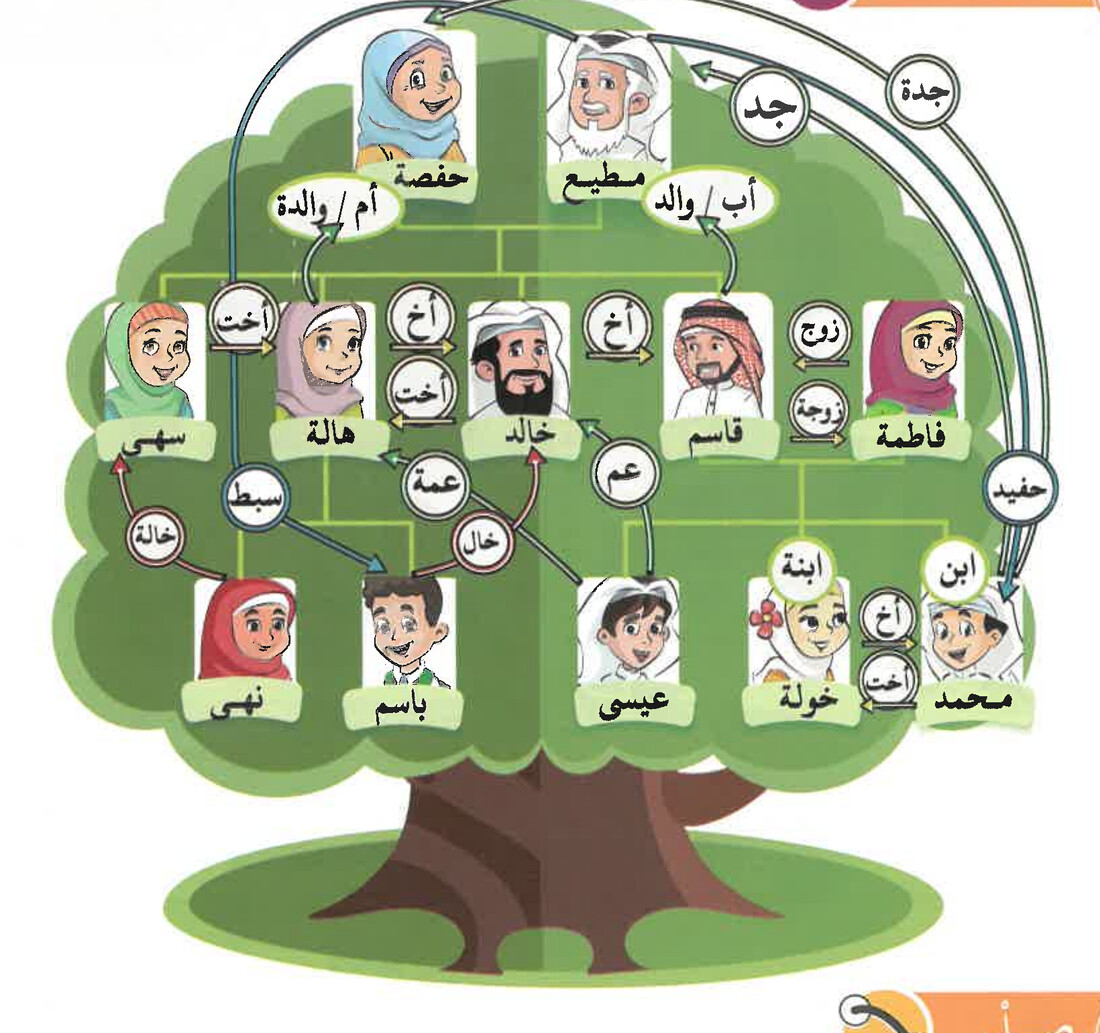 جدة
جد
حفصة
مطيع
أم / والدة
أب / والد
أخت
أخ
أخ
زوج
أخت
زوجة
سهى
هالة
خالد
قاسم
فاطمة
سبط
عمة
عم
حفيد
خالة
خال
ابنة
ابن
أخ
أخت
نهى
باسم
عيسى
خولة
محمد